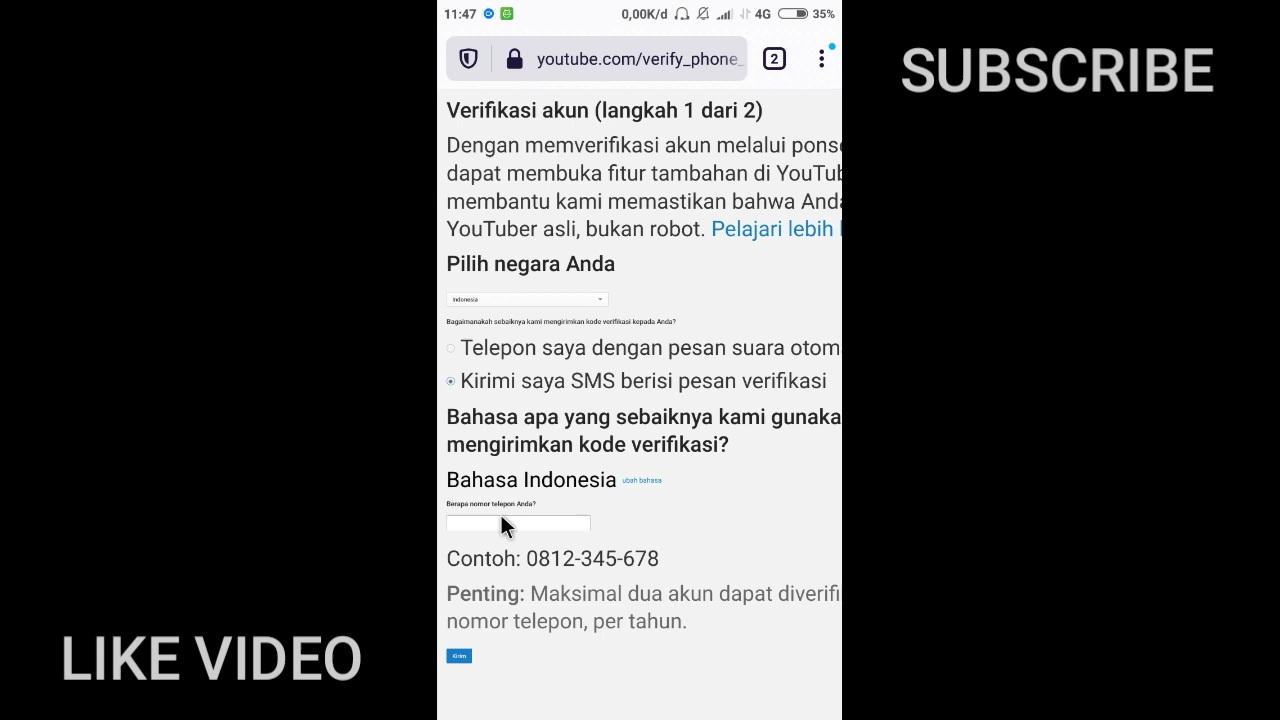 11:47 0,00K/d 4G 35%
youtube.com/verify_phone_ 2
SUBSCRIBE
Verifikasi akun (langkah 1 dari 2)
Dengan memverifikasi akun melalui pons
dapat membuka fitur tambahan di YouTub
membantu kami memastikan bahwa Anda
YouTuber asli, bukan robot. Pelajari lebih
Pilih negara Anda
Indonesia
Bagaimanakah sebaiknya kami mengirimkan kode verifikasi kepada Anda?
Telepon saya dengan pesan suara otom
Kirimi saya SMS berisi pesan verifikasi
Bahasa apa yang sebaiknya kami gunaka
mengirimkan kode verifikasi?
Bahasa Indonesia ubah bahasa
Berapa nomor telepon Anda?
Contoh: 0812-345-678
Penting: Maksimal dua akun dapat diverifi
nomor telepon, per tahun.
Kirim
LIKE VIDEO